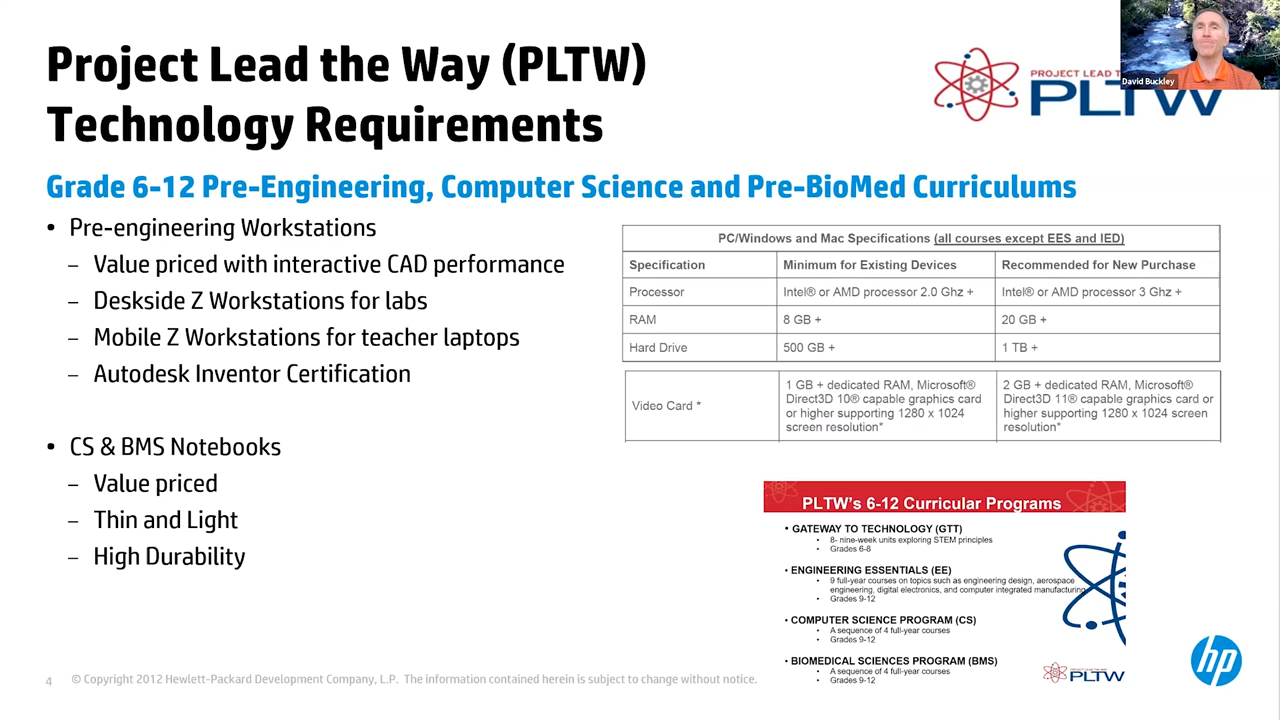 Project Lead the Way (PLTW)
Technology Requirements
PROJECT LEAD T
PLTW
David Buckley
Grade 6-12 Pre-Engineering, Computer Science and Pre-BioMed Curriculums
• Pre-engineering Workstations
– Value priced with interactive CAD performance
– Deskside Z Workstations for labs
– Mobile Z Workstations for teacher laptops
– Autodesk Inventor Certification
• CS & BMS Notebooks
– Value priced
– Thin and Light
– High Durability
PC/Windows and Mac Specifications (all courses except EES and IED)
Specification Minimum for Existing Devices Recommended for New Purchase
Processor Intel® or AMD processor 2.0 Ghz + Intel® or AMD processor 3 Ghz +
RAM 8 GB + 20 GB +
Hard Drive 500 GB + 1 TB +
Video Card *
1 GB + dedicated RAM, Microsoft®
Direct3D 10® capable graphics card
or higher supporting 1280 x 1024
screen resolution*
2 GB + dedicated RAM, Microsoft®
Direct3D 11® capable graphics card or
higher supporting 1280 x 1024 screen
resolution*
PLTW's 6-12 Curricular Programs
• GATEWAY TO TECHNOLOGY (GTT)
• 8- nine-week units exploring STEM principles
• Grades 6-8
• ENGINEERING ESSENTIALS (EE)
• 9 full-year courses on topics such as engineering design, aerospace
engineering, digital electronics, and computer integrated manufacturing
• Grades 9-12
• COMPUTER SCIENCE PROGRAM (CS)
• A sequence of 4 full-year courses
• Grades 9-12
• BIOMEDICAL SCIENCES PROGRAM (BMS)
• A sequence of 4 full-year courses
• Grades 9-12
PLTW
hp
4 © Copyright 2012 Hewlett-Packard Development Company, L.P. The information contained herein is subject to change without notice.